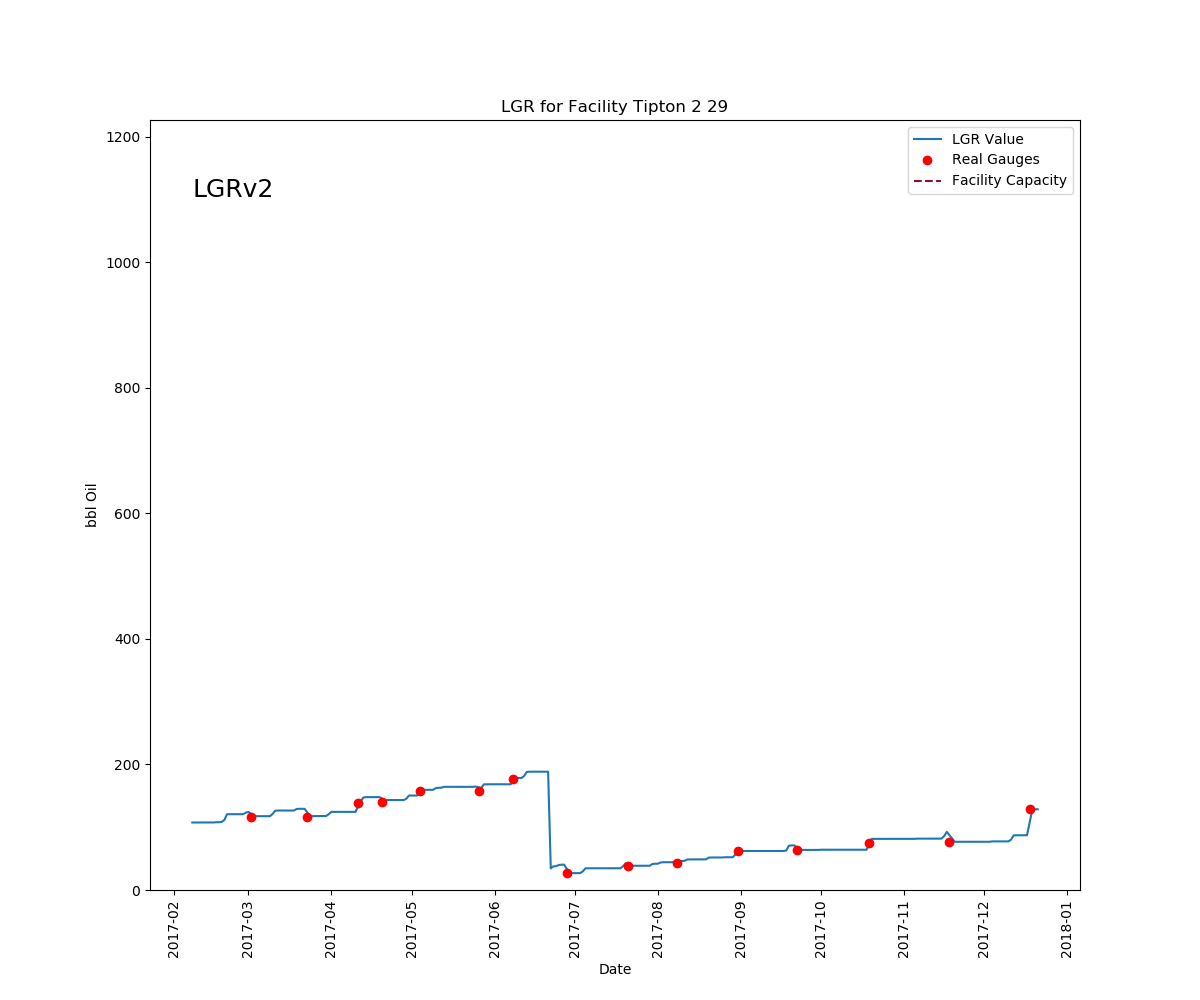 LGR for Facility Tipton 2 29
LGRv2
LGR Value
Real Gauges
Facility Capacity
bbl Oil
1200
1000
800
600
400
200
0
2017-02
2017-03
2017-04
2017-05
2017-06
2017-07
2017-08
2017-09
2017-10
2017-11
2017-12
2018-01
Date